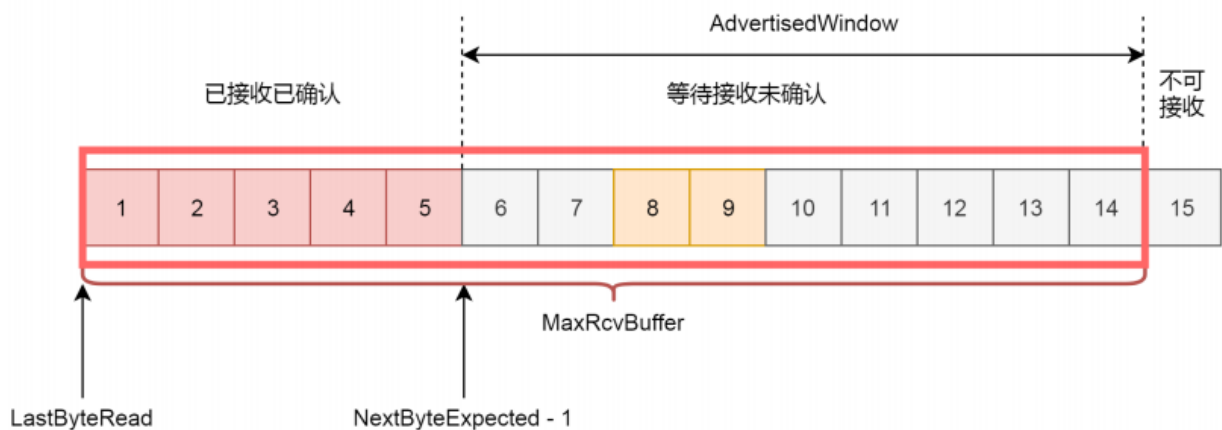 AdvertisedWindow
已接收已确认
等待接收未确认
不可
接收
1 2 3 4 5 6 7 8 9 10 11 12 13 14 15
MaxRcvBuffer
LastByteRead
NextByteExpected - 1